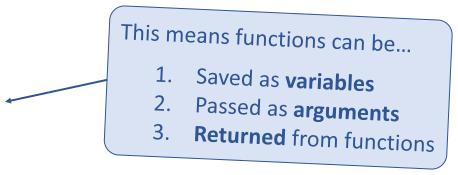 This means functions can be…
1. Saved as variables
2. Passed as arguments
3. Returned from functions